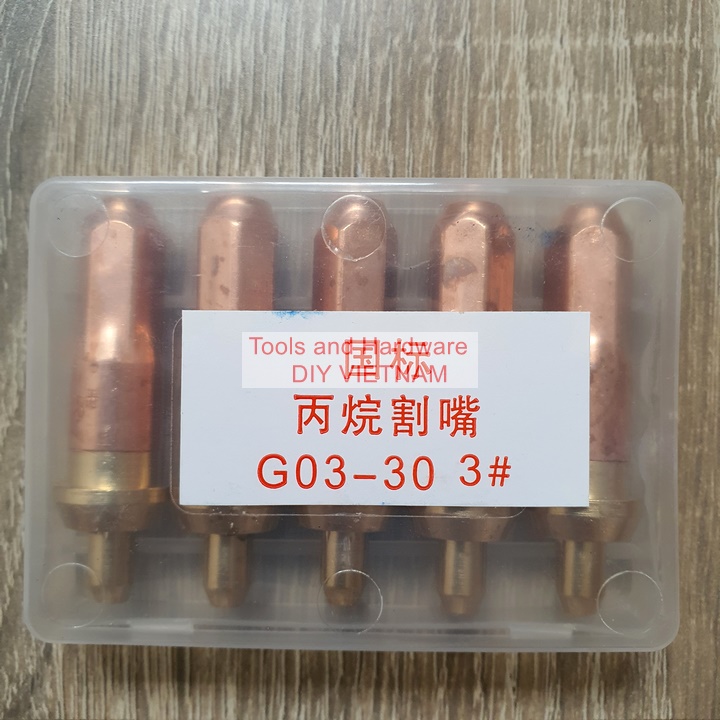 Tools and Hardware
国标
DIY VIETNAM
丙烷割嘴
G03-30 3#